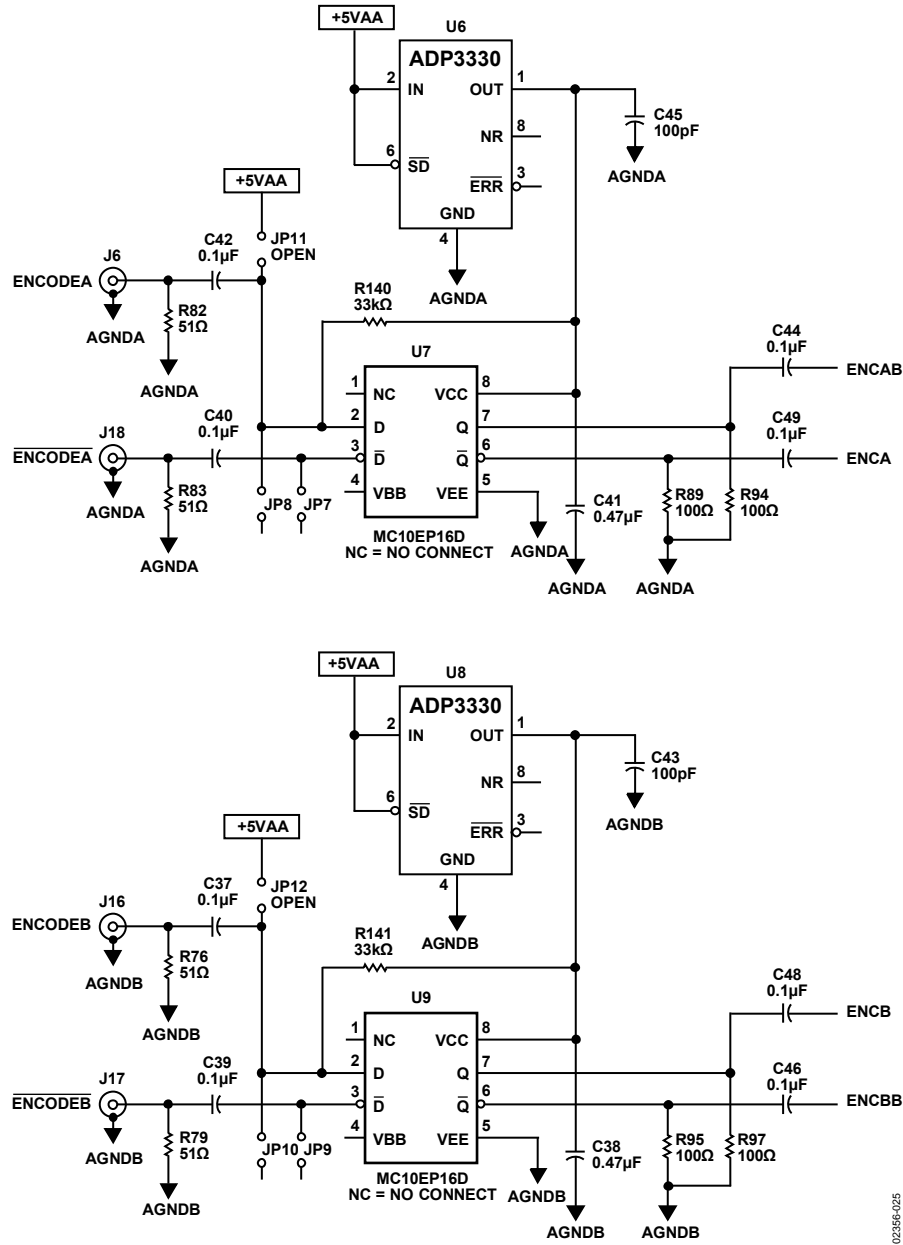 +5VAA
U6
ADP3330
2
IN
OUT
1
C45
100pF
AGNDA
NR
8
6
SD
ERR
3
GND
4
AGNDA
+5VAA
JP11
OPEN
C42
0.1µF
J6
ENCODEA
AGNDA
R82
51Ω
AGNDA
R140
33kΩ
U7
1
NC
VCC
8
2
D
Q
7
3
D
Q
6
4
VBB
VEE
5
MC10EP16D
NC = NO CONNECT
C40
0.1µF
J18
ENCODEA
AGNDA
R83
51Ω
AGNDA
JP8
JP7
AGNDA
C41
0.47µF
AGNDA
C44
0.1µF
ENCAB
C49
0.1µF
ENCA
R89
100Ω
R94
100Ω
AGNDA
+5VAA
U8
ADP3330
2
IN
OUT
1
C43
100pF
AGNDB
NR
8
6
SD
ERR
3
GND
4
AGNDB
+5VAA
JP12
OPEN
C37
0.1µF
J16
ENCODEB
AGNDB
R76
51Ω
AGNDB
R141
33kΩ
U9
1
NC
VCC
8
2
D
Q
7
3
D
Q
6
4
VBB
VEE
5
MC10EP16D
NC = NO CONNECT
C39
0.1µF
J17
ENCODEB
AGNDB
R79
51Ω
AGNDB
JP10
JP9
AGNDB
C38
0.47µF
AGNDB
C48
0.1µF
ENCB
C46
0.1µF
ENCBB
R95
100Ω
R97
100Ω
AGNDB
02356-025